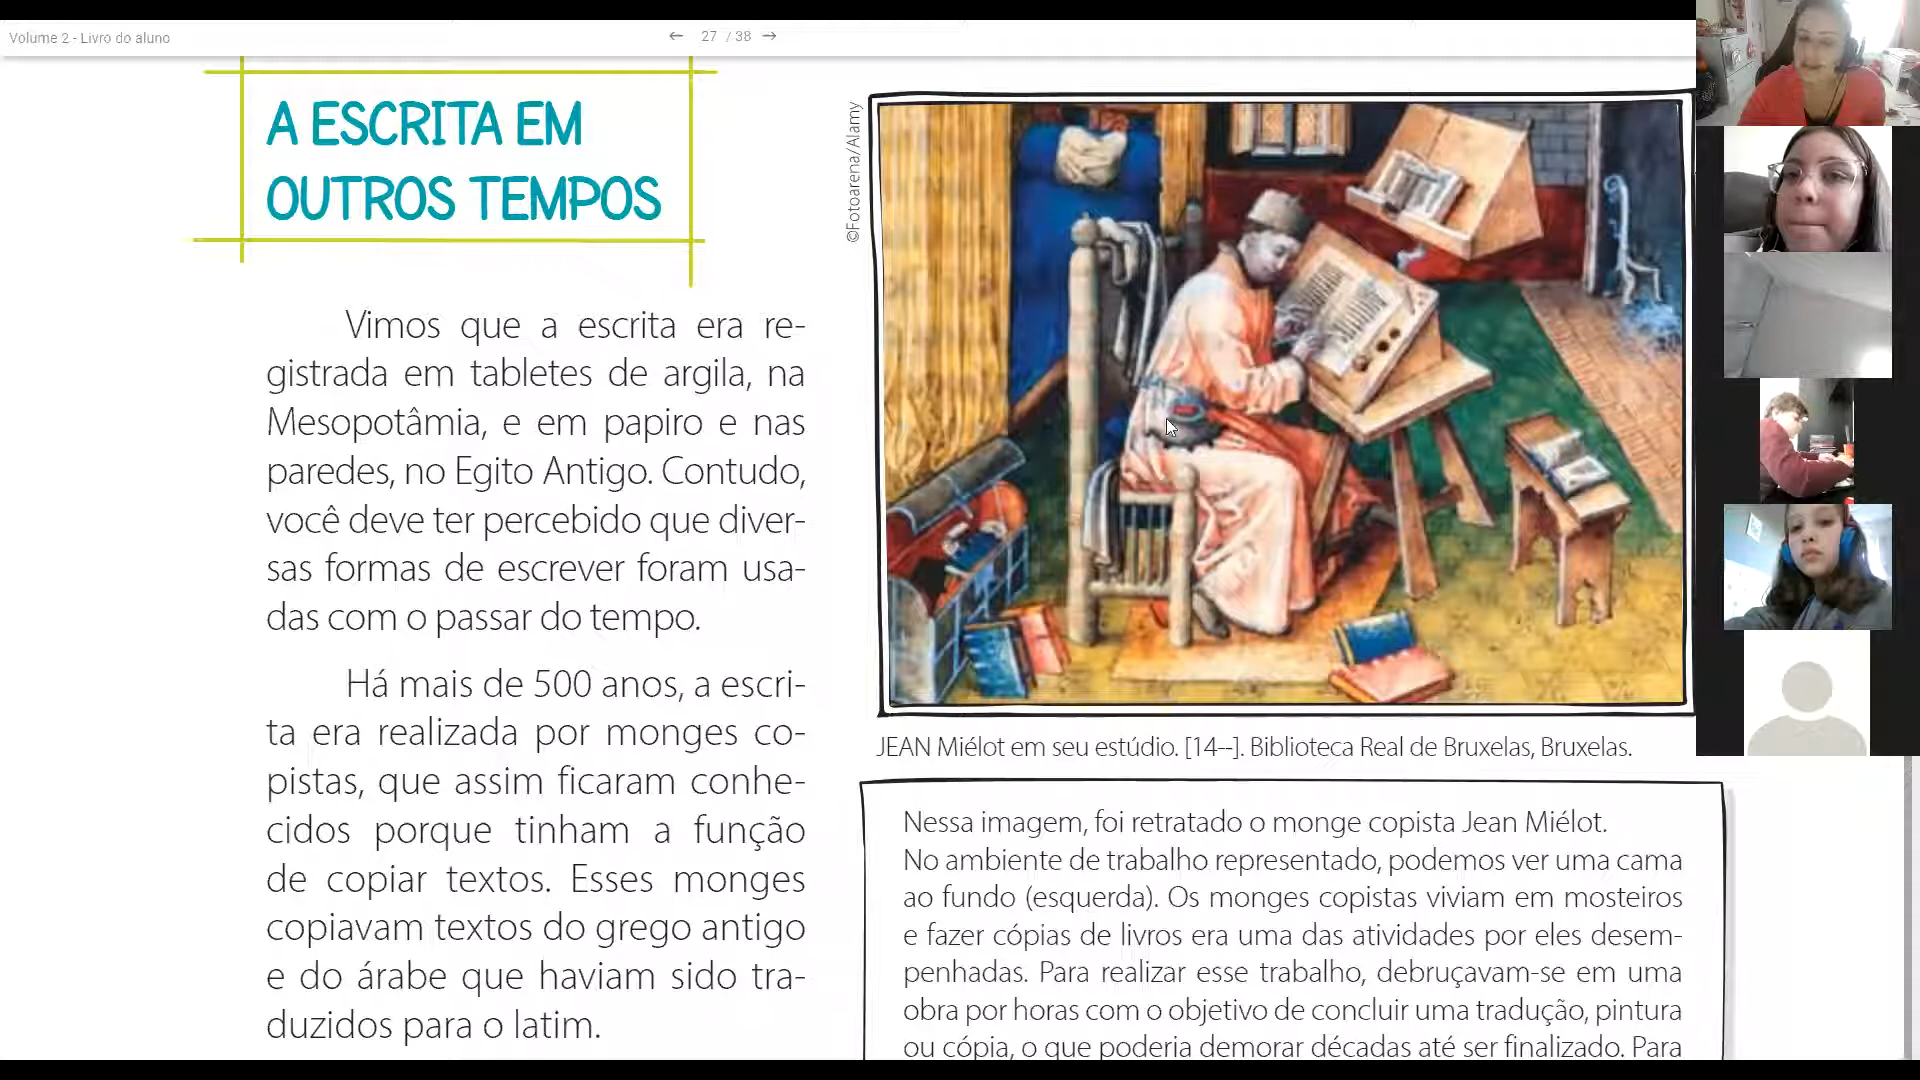 Volume 2 - Livro do aluno
27 / 38
A ESCRITA EM
OUTROS TEMPOS
Vimos que a escrita era re-
gistrada em tabletes de argila, na
Mesopotâmia, e em papiro e nas
paredes, no Egito Antigo. Contudo,
você deve ter percebido que diver-
sas formas de escrever foram usa-
das com o passar do tempo.
Há mais de 500 anos, a escri-
ta era realizada por monges co-
pistas, que assim ficaram conhe-
cidos porque tinham a função
de copiar textos. Esses monges
copiavam textos do grego antigo
e do árabe que haviam sido tra-
duzidos para o latim.
©Fotoarena/Alamy
JEAN Miélot em seu estúdio. [14--]. Biblioteca Real de Bruxelas, Bruxelas.
Nessa imagem, foi retratado o monge copista Jean Miélot.
No ambiente de trabalho representado, podemos ver uma cama
ao fundo (esquerda). Os monges copistas viviam em mosteiros
e fazer cópias de livros era uma das atividades por eles desem-
penhadas. Para realizar esse trabalho, debruçavam-se em uma
obra por horas com o objetivo de concluir uma tradução, pintura
ou cópia, o que poderia demorar décadas até ser finalizado. Para